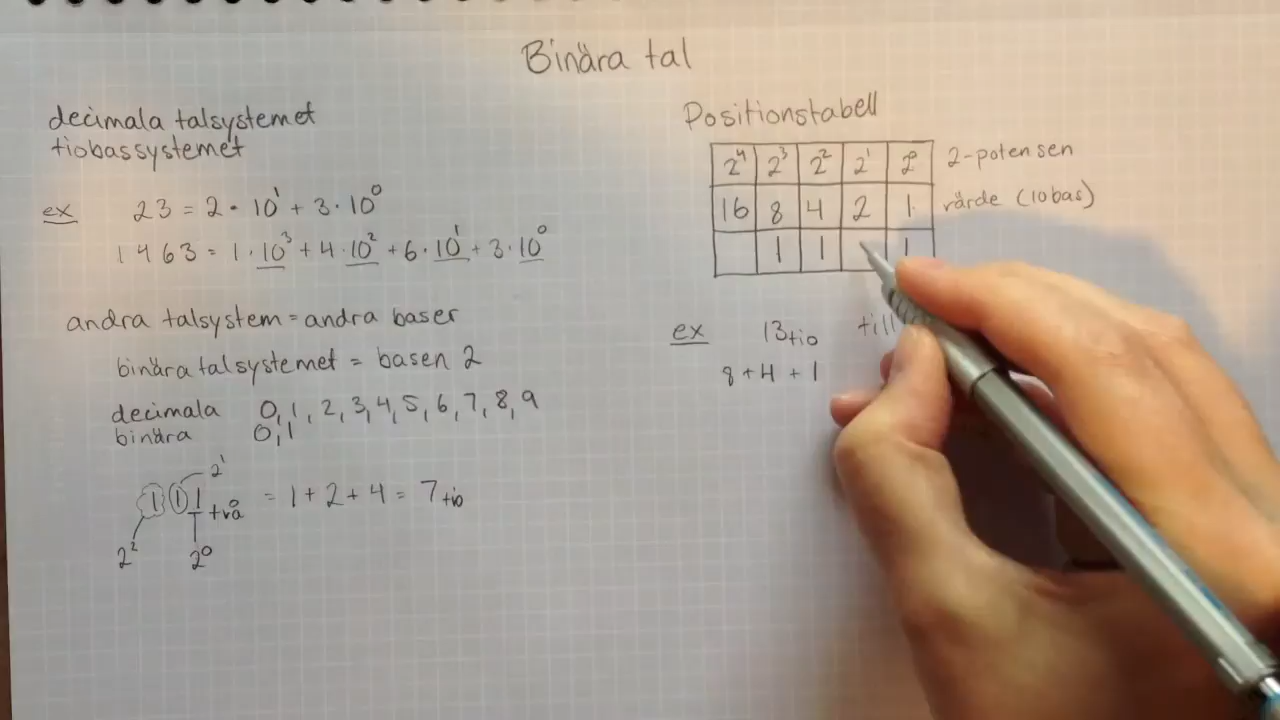 Binära tal
decimala talsystemet
tiobassystemet
ex 23 = 2 · 10¹ + 3 · 10⁰
1463 = 1 · 10³ + 4 · 10² + 6 · 10¹ + 3 · 10⁰
andra talsystem = andra baser
binära talsystemet = basen 2
decimala 0, 1, 2, 3, 4, 5, 6, 7, 8, 9
binära 0, 1
2¹
111 två = 1 + 2 + 4 = 7 tio
2² 2⁰
Positionstabell
2⁴ 2³ 2² 2¹ 2⁰ 2-potensen
16 8 4 2 1 värde (10bas)
1 1 1
ex 13 tio till
8 + 4 + 1